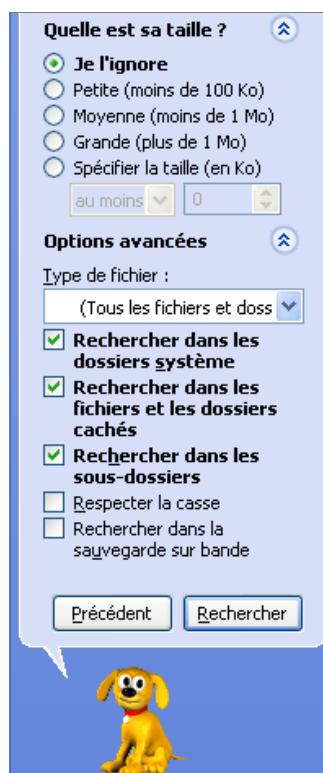 Quelle est sa taille ?
Je l'ignore
Petite (moins de 100 Ko)
Moyenne (moins de 1 Mo)
Grande (plus de 1 Mo)
Spécifier la taille (en Ko)
au moins 0
Options avancées
Type de fichier :
(Tous les fichiers et doss
Rechercher dans les
dossiers système
Rechercher dans les
fichiers et les dossiers
cachés
Rechercher dans les
sous-dossiers
Respecter la casse
Rechercher dans la
sauvegarde sur bande
Précédent Rechercher